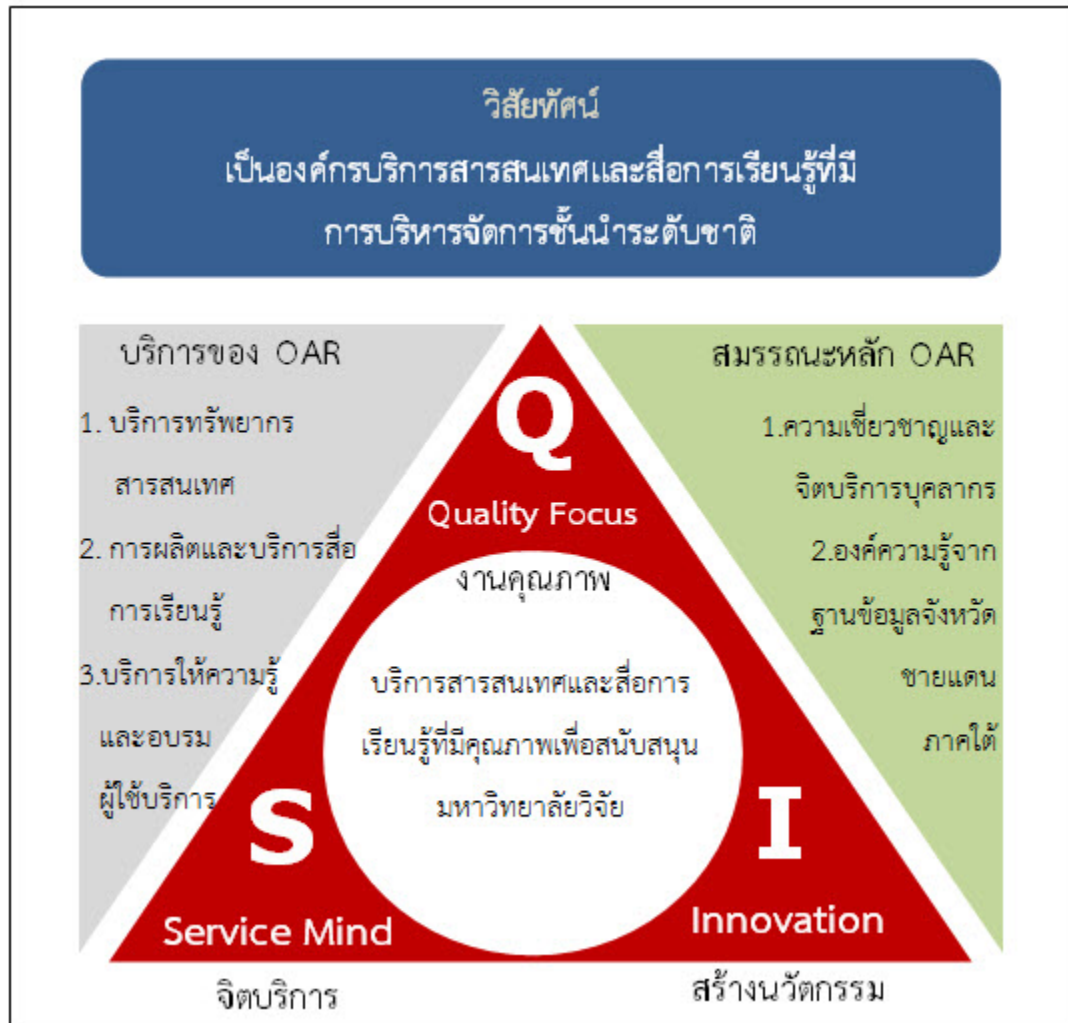 วิสัยทัศน์
เป็นองค์กรบริการสารสนเทศและสื่อการเรียนรู้ที่มี
การบริหารจัดการชั้นนำระดับชาติ
บริการของ OAR
1. บริการทรัพยากร
สารสนเทศ
2. การผลิตและบริการสื่อ
การเรียนรู้
3.บริการให้ความรู้
และอบรม
ผู้ใช้บริการ
Q
Quality Focus
งานคุณภาพ
บริการสารสนเทศและสื่อการ
เรียนรู้ที่มีคุณภาพเพื่อสนับสนุน
มหาวิทยาลัยวิจัย
S
Service Mind
จิตบริการ
I
Innovation
สร้างนวัตกรรม
สมรรถนะหลัก OAR
1.ความเชี่ยวชาญและ
จิตบริการบุคลากร
2.องค์ความรู้จาก
ฐานข้อมูลจังหวัด
ชายแดน
ภาคใต้